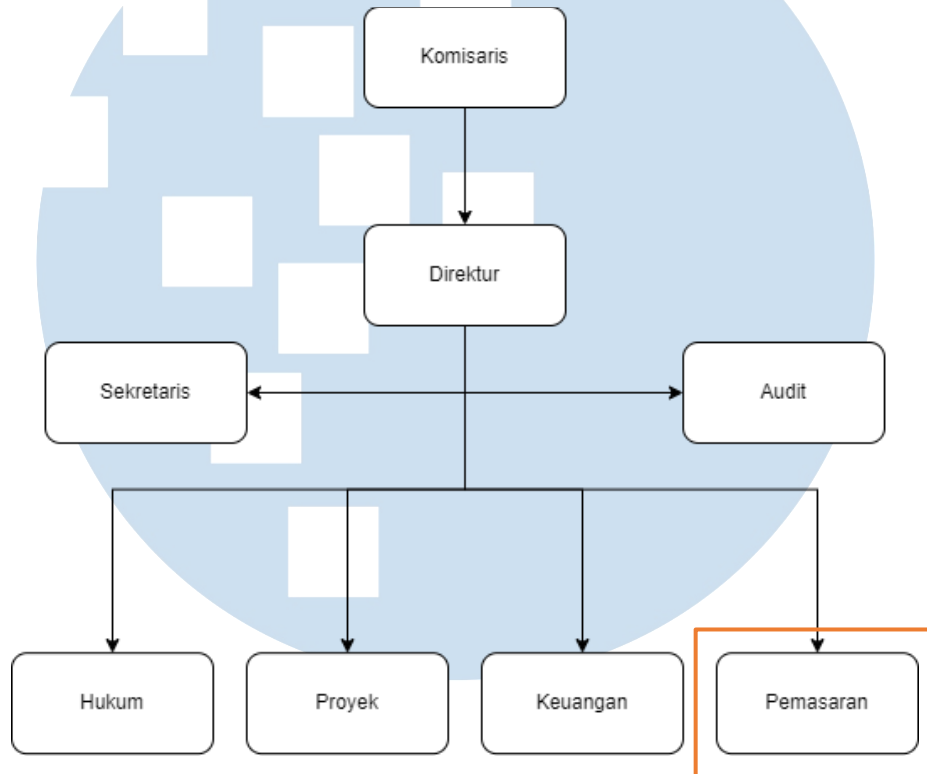 Komisaris
Direktur
Sekretaris
Audit
Hukum
Proyek
Keuangan
Pemasaran